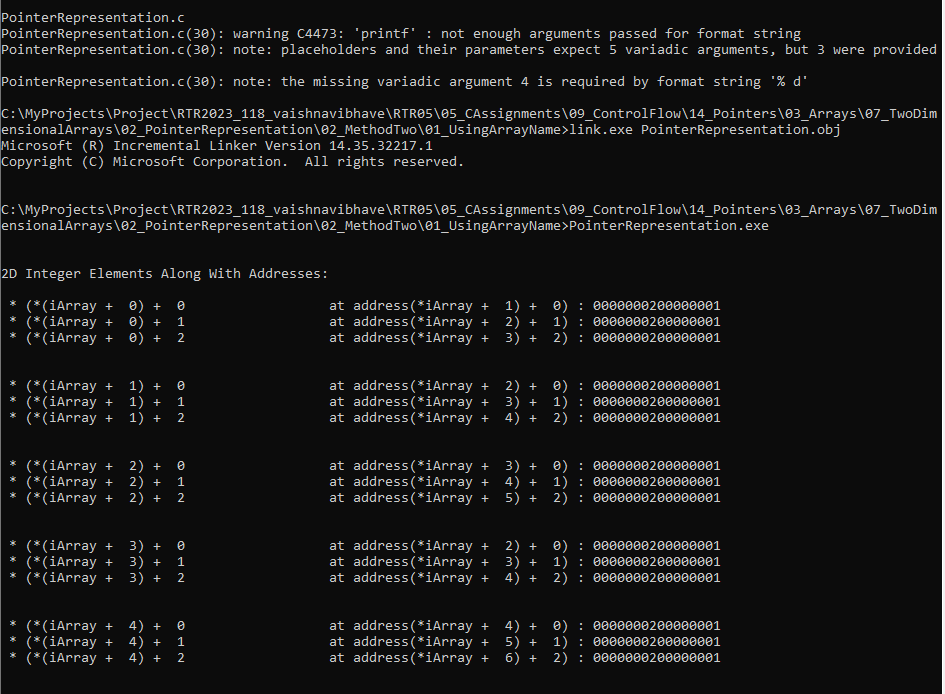 PointerRepresentation.c
PointerRepresentation.c(30): warning C4473: 'printf' : not enough arguments passed for format string
PointerRepresentation.c(30): note: placeholders and their parameters expect 5 variadic arguments, but 3 were provided
PointerRepresentation.c(30): note: the missing variadic argument 4 is required by format string '% d'
C:\MyProjects\Project\RTR2023_118_vaishnavibhave\RTR05\05_CAssignments\09_ControlFlow\14_Pointers\03_Arrays\07_TwoDim
ensionalArrays\02_PointerRepresentation\02_MethodTwo\01_UsingArrayName>link.exe PointerRepresentation.obj
Microsoft (R) Incremental Linker Version 14.35.32217.1
Copyright (C) Microsoft Corporation.  All rights reserved.
C:\MyProjects\Project\RTR2023_118_vaishnavibhave\RTR05\05_CAssignments\09_ControlFlow\14_Pointers\03_Arrays\07_TwoDim
ensionalArrays\02_PointerRepresentation\02_MethodTwo\01_UsingArrayName>PointerRepresentation.exe
2D Integer Elements Along With Addresses:
 * (*(iArray +  0) +  0                  at address(*iArray +  1) +  0) : 0000000200000001
 * (*(iArray +  0) +  1                  at address(*iArray +  2) +  1) : 0000000200000001
 * (*(iArray +  0) +  2                  at address(*iArray +  3) +  2) : 0000000200000001
 * (*(iArray +  1) +  0                  at address(*iArray +  2) +  0) : 0000000200000001
 * (*(iArray +  1) +  1                  at address(*iArray +  3) +  1) : 0000000200000001
 * (*(iArray +  1) +  2                  at address(*iArray +  4) +  2) : 0000000200000001
 * (*(iArray +  2) +  0                  at address(*iArray +  3) +  0) : 0000000200000001
 * (*(iArray +  2) +  1                  at address(*iArray +  4) +  1) : 0000000200000001
 * (*(iArray +  2) +  2                  at address(*iArray +  5) +  2) : 0000000200000001
 * (*(iArray +  3) +  0                  at address(*iArray +  2) +  0) : 0000000200000001
 * (*(iArray +  3) +  1                  at address(*iArray +  3) +  1) : 0000000200000001
 * (*(iArray +  3) +  2                  at address(*iArray +  4) +  2) : 0000000200000001
 * (*(iArray +  4) +  0                  at address(*iArray +  4) +  0) : 0000000200000001
 * (*(iArray +  4) +  1                  at address(*iArray +  5) +  1) : 0000000200000001
 * (*(iArray +  4) +  2                  at address(*iArray +  6) +  2) : 0000000200000001